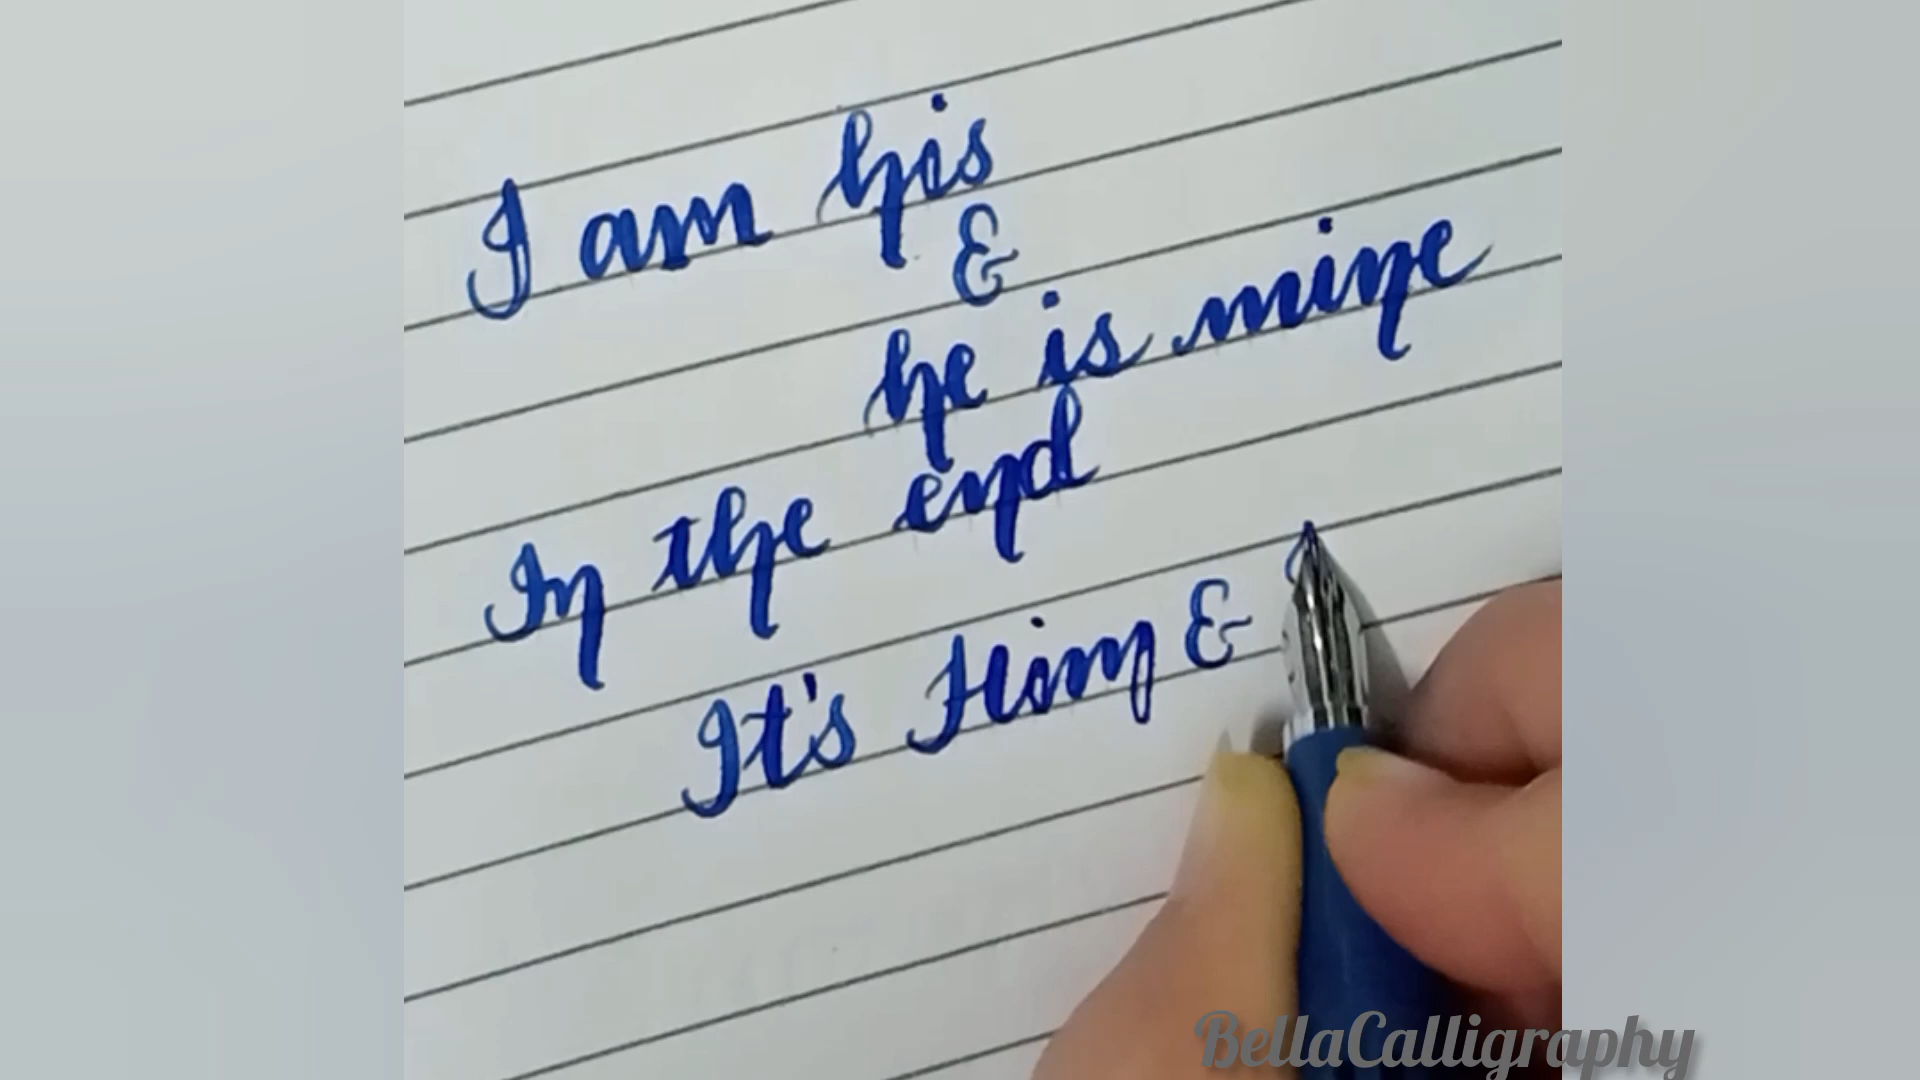 I am his
&
he is mine
In the end
It's Him &
BellaCalligraphy